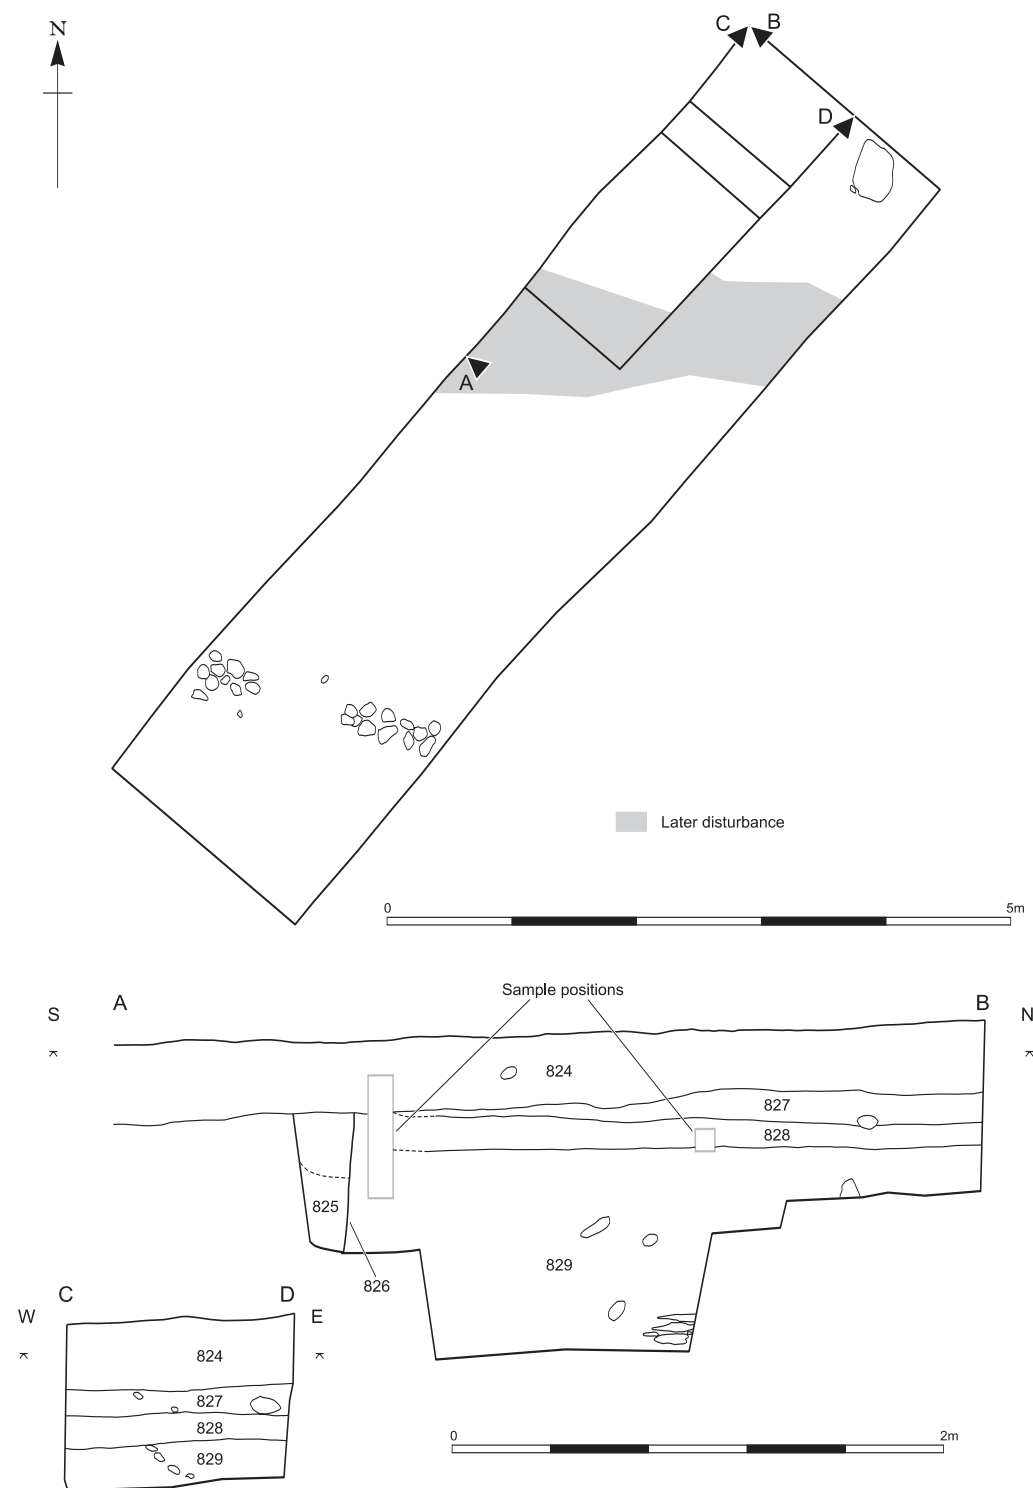 N
C B
D
A
Later disturbance
0 5m
Sample positions
S A B N
824
827
828
825
829
826
W C D E
824
827
828
829
0 2m